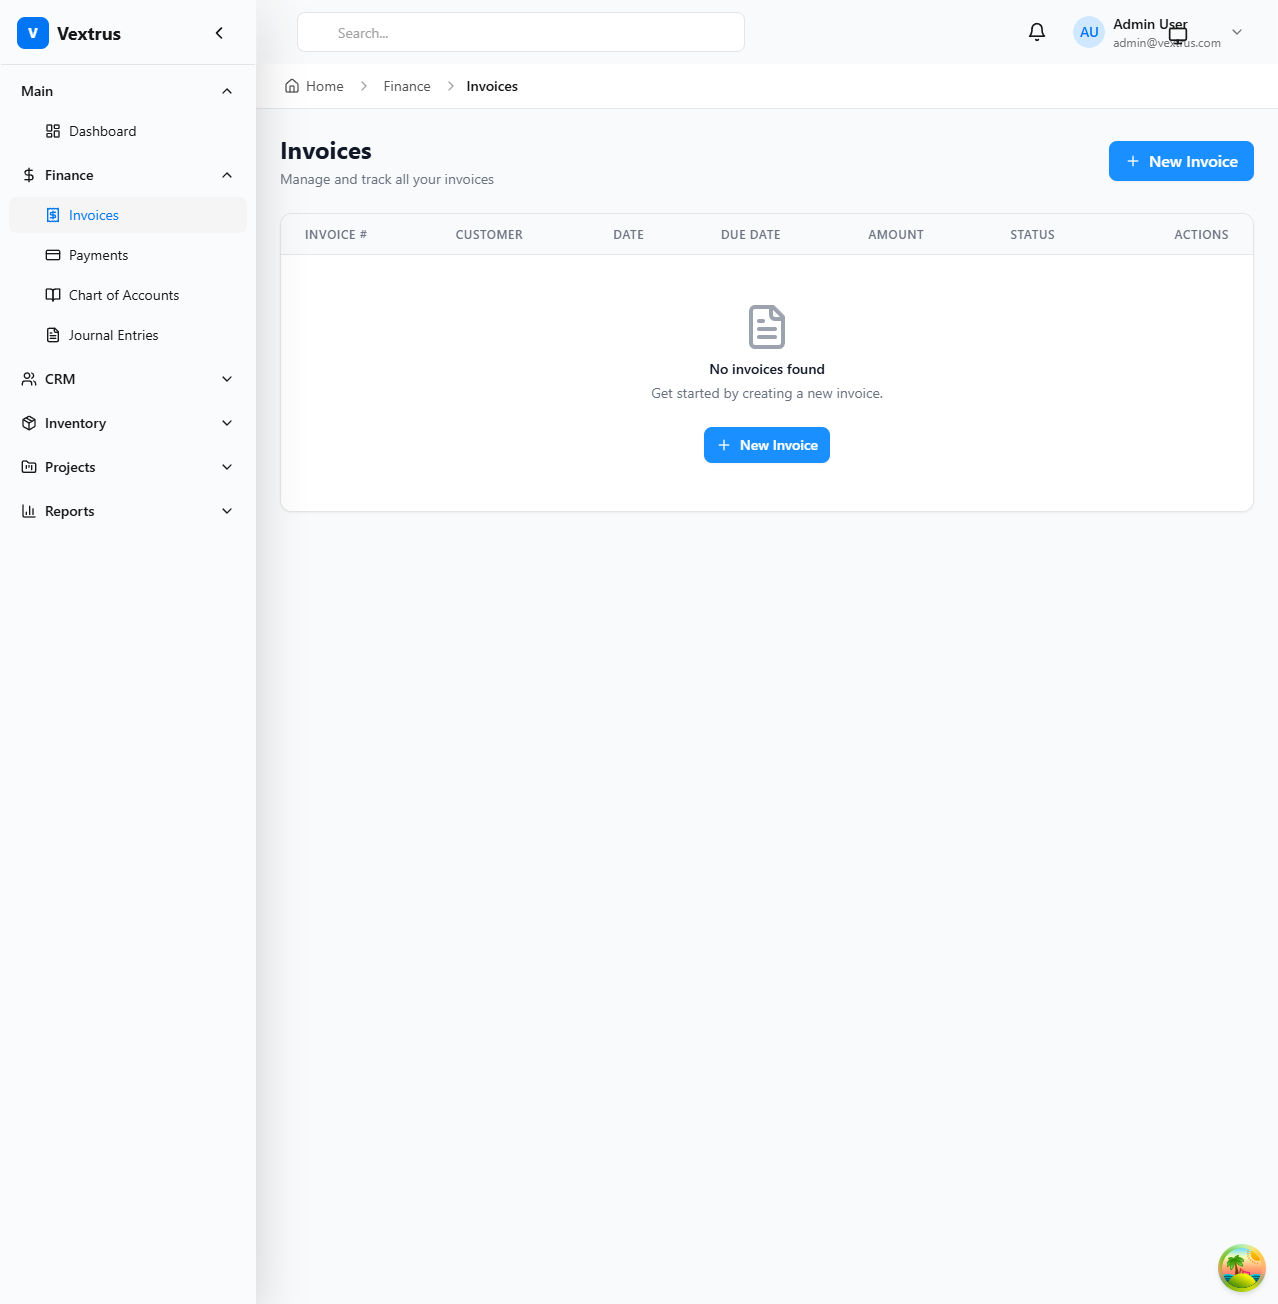 V Vextrus
Search...
AU
Admin User
admin@vextrus.com
Main
Dashboard
Finance
Invoices
Payments
Chart of Accounts
Journal Entries
CRM
Inventory
Projects
Reports
Home > Finance > Invoices
Invoices
Manage and track all your invoices
+ New Invoice
INVOICE # CUSTOMER DATE DUE DATE AMOUNT STATUS ACTIONS
No invoices found
Get started by creating a new invoice.
+ New Invoice